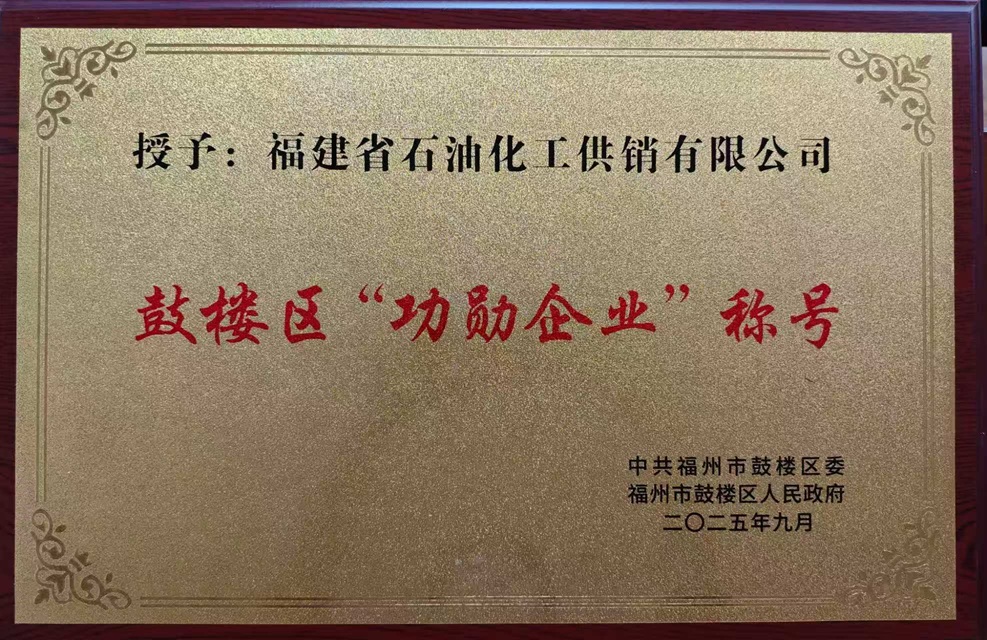 授予：福建省石油化工供销有限公司
鼓楼区“功勋企业”称号
中共福州市鼓楼区委
福州市鼓楼区人民政府
二〇二五年九月